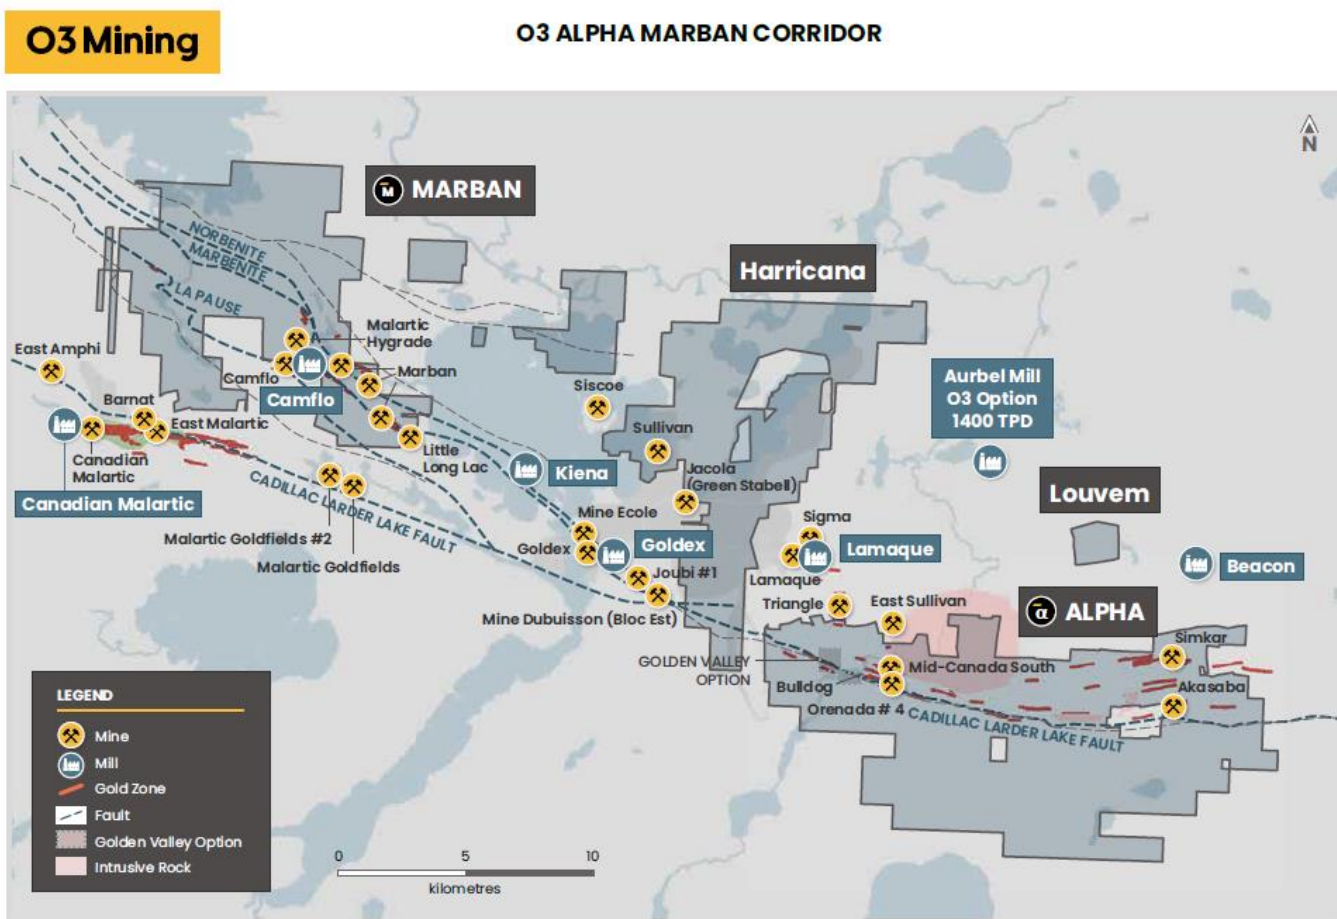 O3 Mining
O3 ALPHA MARBAN CORRIDOR
N
M MARBAN
NORBENITE
MARBENITE
LA PAUSE
Harricana
Malartic
Hygrade
East Amphi
Camflo
Marban
Camflo
Siscoe
Aurbel Mill
O3 Option
1400 TPD
Barnat
East Malartic
Sullivan
Little
Long Lac
Canadian
Malartic
Canadian Malartic
Kiena
Jacola
(Green Stabell)
Louvem
CADILLAC LARDER LAKE FAULT
Mine Ecole
Sigma
Malartic Goldfields #2
Goldex
Goldex
Lamaque
Malartic Goldfields
Joubi #1
Lamaque
Beacon
Mine Dubuisson (Bloc Est)
Triangle
East Sullivan
α ALPHA
Simkar
GOLDEN VALLEY
OPTION
Mid-Canada South
Bulldog
Akasaba
Orenada # 4
CADILLAC LARDER LAKE FAULT
LEGEND
Mine
Mill
Gold Zone
Fault
Golden Valley Option
Intrusive Rock
0 5 10
kilometres